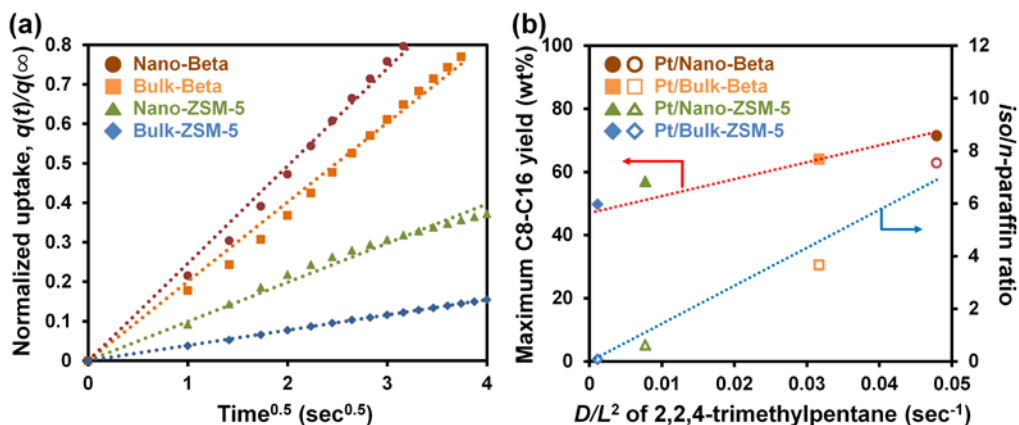 (a)
Normalized uptake, q(t)/q(∞)
0.8
0.7
0.6
0.5
0.4
0.3
0.2
0.1
0
Nano-Beta
Bulk-Beta
Nano-ZSM-5
Bulk-ZSM-5
0 1 2 3 4
Time^0.5 (sec^0.5)
(b)
Maximum C8-C16 yield (wt%)
100
80
60
40
20
0
Pt/Nano-Beta
Pt/Bulk-Beta
Pt/Nano-ZSM-5
Pt/Bulk-ZSM-5
12
10
8
6
4
2
0
iso/n-paraffin ratio
0 0.01 0.02 0.03 0.04 0.05
D/L² of 2,2,4-trimethylpentane (sec⁻¹)